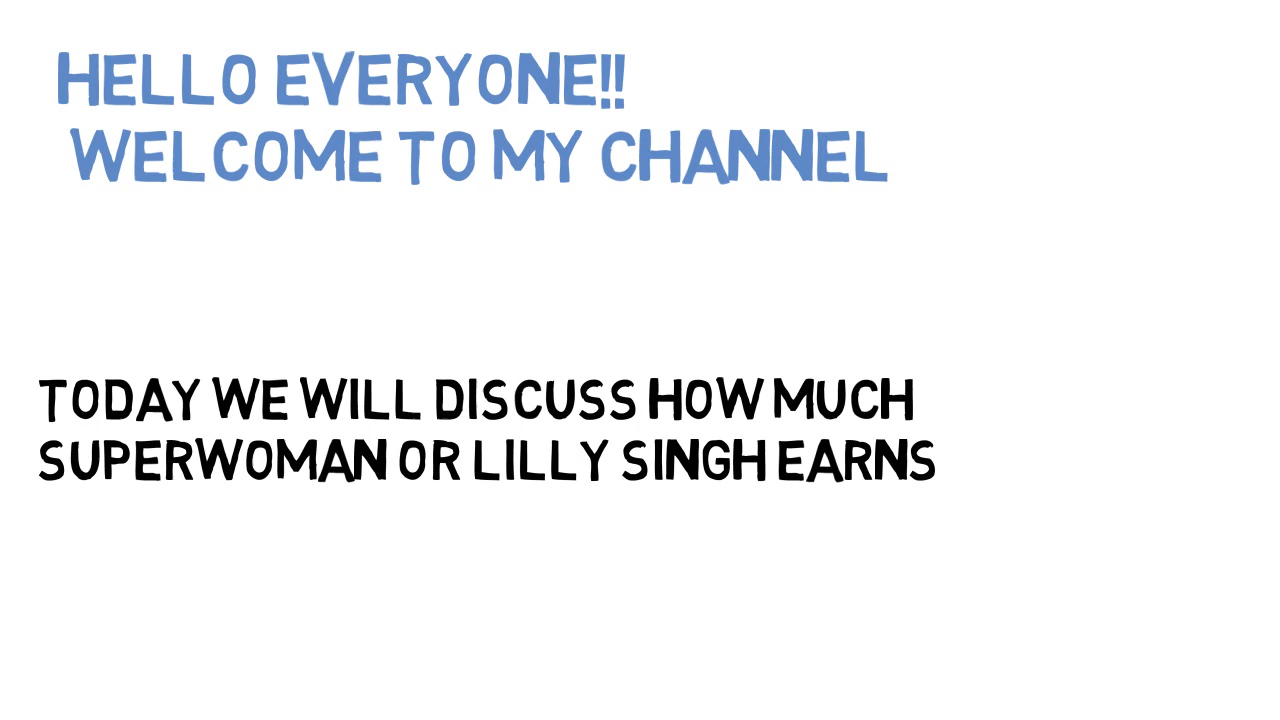 HELLO EVERYONE!!
WELCOME TO MY CHANNEL
TODAY WE WILL DISCUSS HOW MUCH
SUPERWOMAN OR LILLY SINGH EARNS